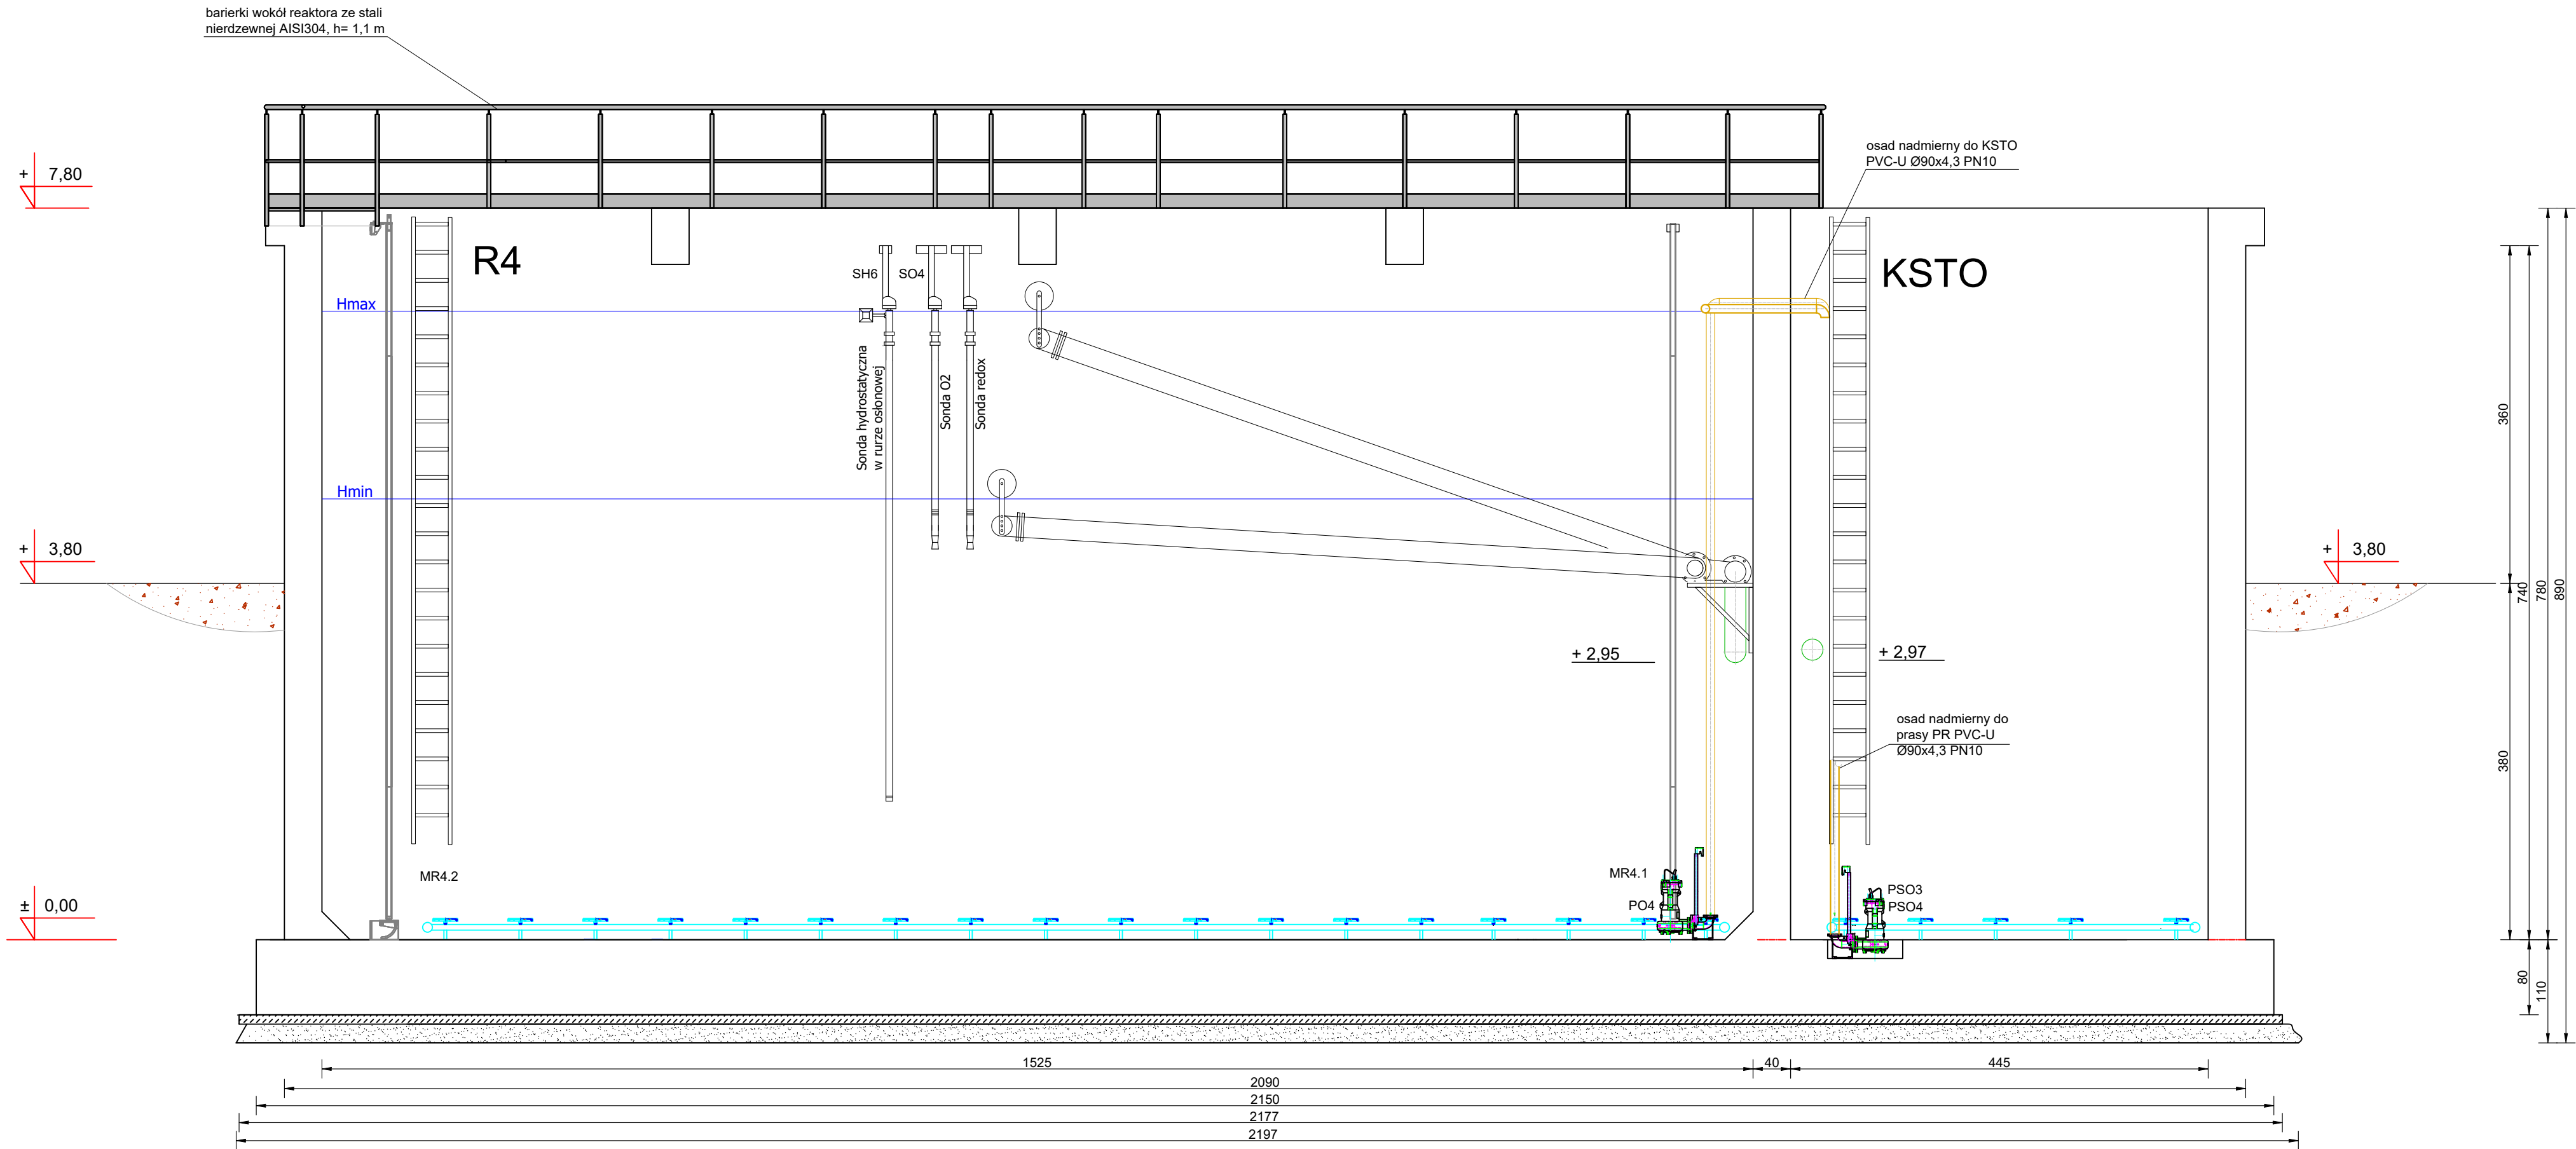 barierki wokół reaktora ze stali
nierdzewnej AISI304, h= 1,1 m
osad nadmierny do KSTO
PVC-U Ø90x4,3 PN10
+ 7,80
R4
SH6
SO4
KSTO
Hmax
Sonda hydrostatyczna
w rurze osłonowej
Sonda O2
Sonda redox
360
Hmin
+ 3,80
+ 3,80
740
780
890
+ 2,95
+ 2,97
osad nadmierny do
prasy PR PVC-U
Ø90x4,3 PN10
380
MR4.2
MR4.1
PO4
PSO3
PSO4
± 0,00
80
110
1525
40
445
2090
2150
2177
2197